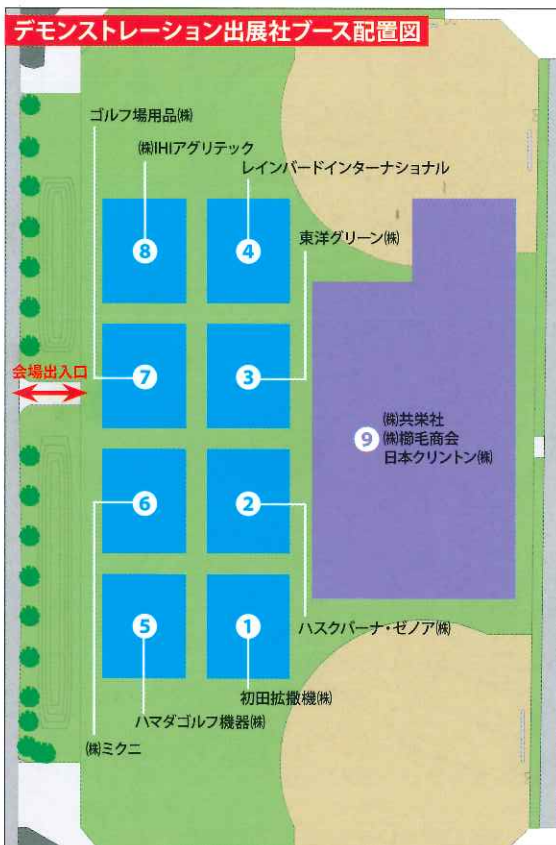 デモンストレーション出展社ブース配置図
ゴルフ場用品㈱
㈱IHIアグリテック
レインバードインターナショナル
東洋グリーン㈱
8
4
7
3
会場出入口
9
㈱共栄社
㈱櫛毛商会
日本クリントン㈱
6
2
5
1
ハスクバーナ・ゼノア㈱
初田拡撒機㈱
ハマダゴルフ機器㈱
㈱ミクニ